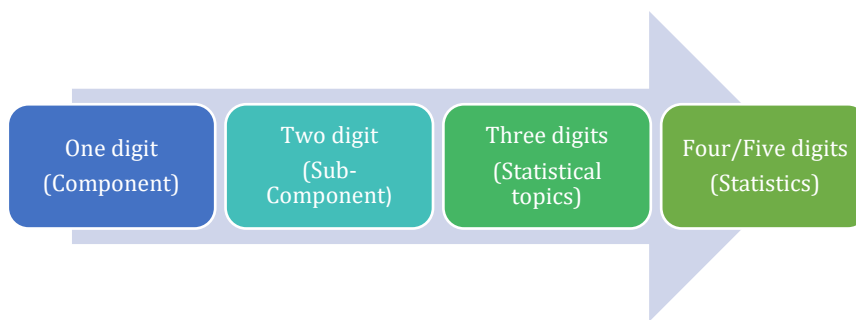 One digit
(Component)
Two digit
(Sub-
Component)
Three digits
(Statistical
topics)
Four/Five digits
(Statistics)